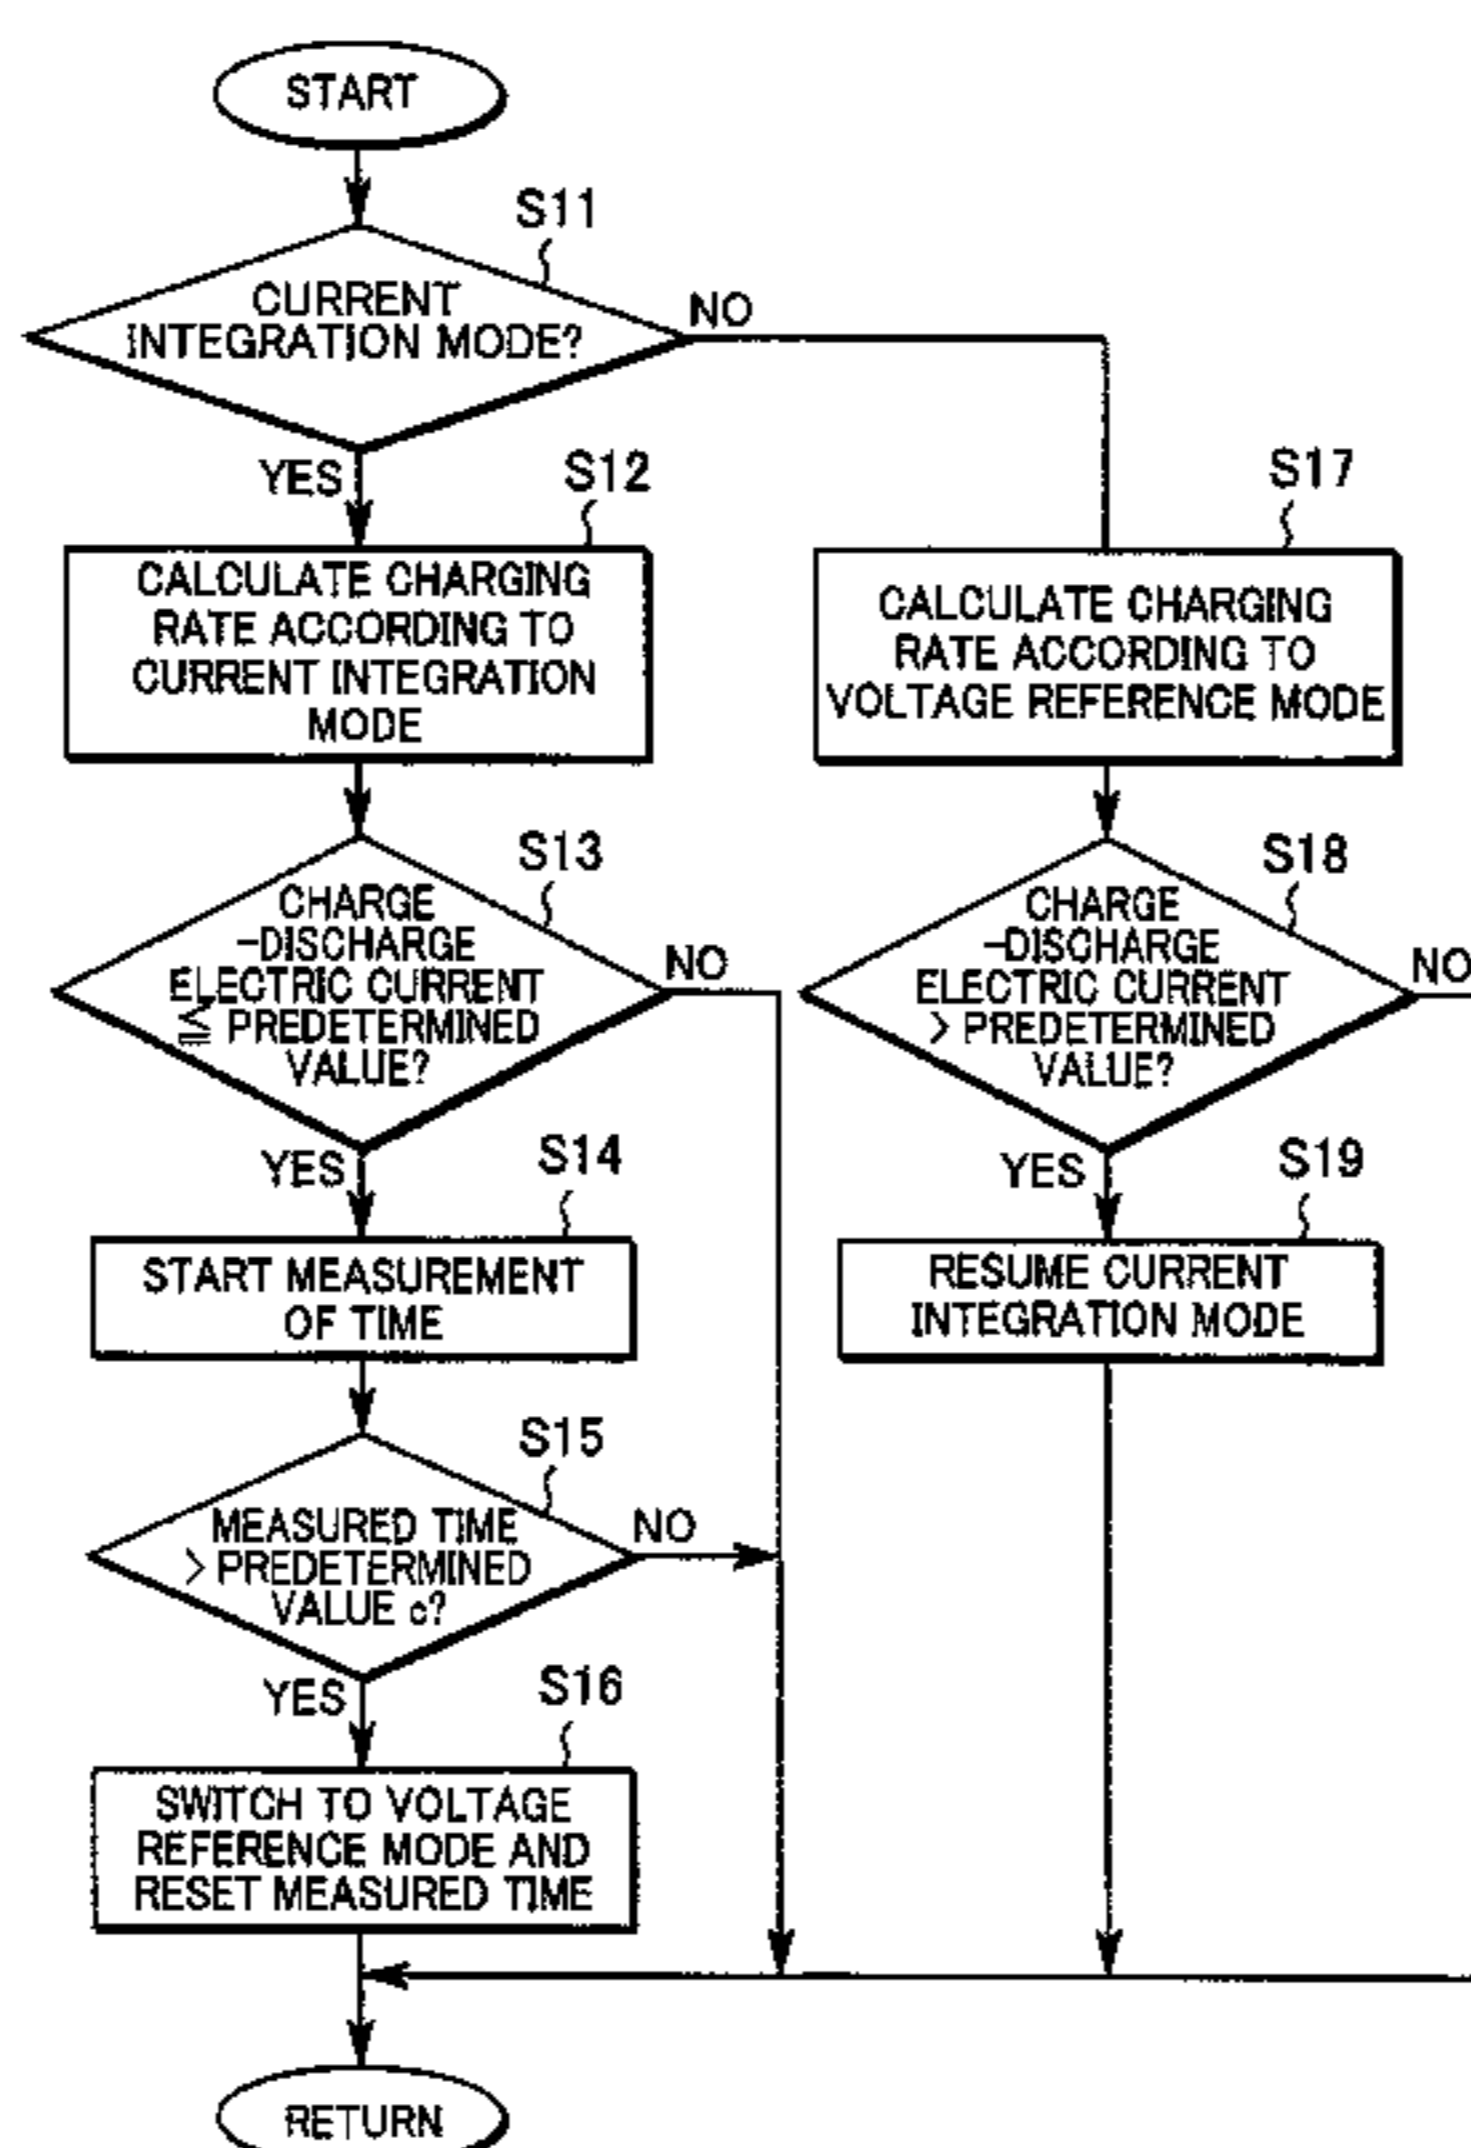 START
S11
CURRENT
INTEGRATION MODE?
NO
YES
S12
CALCULATE CHARGING
RATE ACCORDING TO
CURRENT INTEGRATION
MODE
S17
CALCULATE CHARGING
RATE ACCORDING TO
VOLTAGE REFERENCE MODE
S13
CHARGE
-DISCHARGE
ELECTRIC CURRENT
≦ PREDETERMINED
VALUE?
NO
YES
S18
CHARGE
-DISCHARGE
ELECTRIC CURRENT
> PREDETERMINED
VALUE?
NO
YES
S14
START MEASUREMENT
OF TIME
S19
RESUME CURRENT
INTEGRATION MODE
S15
MEASURED TIME
> PREDETERMINED
VALUE c?
NO
YES
S16
SWITCH TO VOLTAGE
REFERENCE MODE AND
RESET MEASURED TIME
RETURN